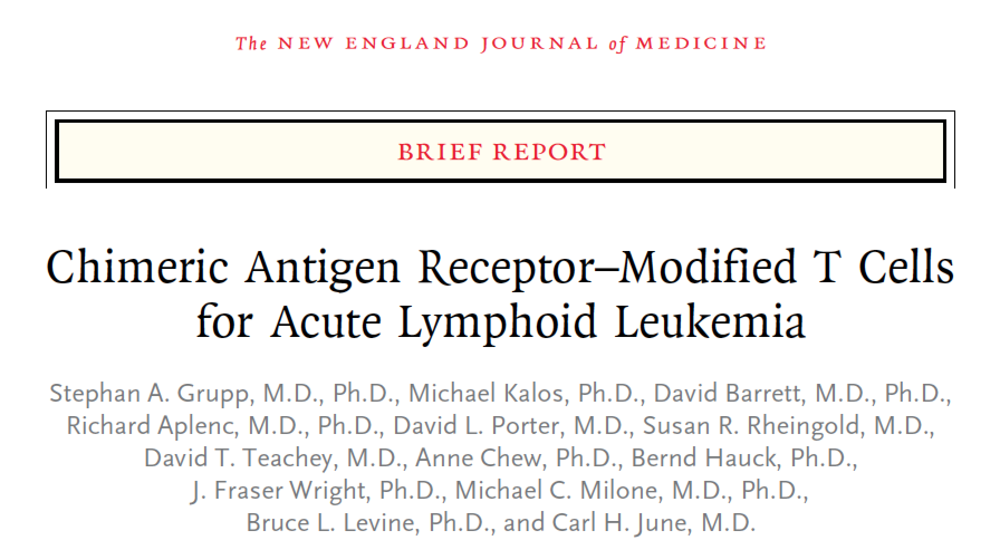 The NEW ENGLAND JOURNAL of MEDICINE
BRIEF REPORT
Chimeric Antigen Receptor–Modified T Cells
for Acute Lymphoid Leukemia
Stephan A. Grupp, M.D., Ph.D., Michael Kalos, Ph.D., David Barrett, M.D., Ph.D.,
Richard Aplenc, M.D., Ph.D., David L. Porter, M.D., Susan R. Rheingold, M.D.,
David T. Teachey, M.D., Anne Chew, Ph.D., Bernd Hauck, Ph.D.,
J. Fraser Wright, Ph.D., Michael C. Milone, M.D., Ph.D.,
Bruce L. Levine, Ph.D., and Carl H. June, M.D.